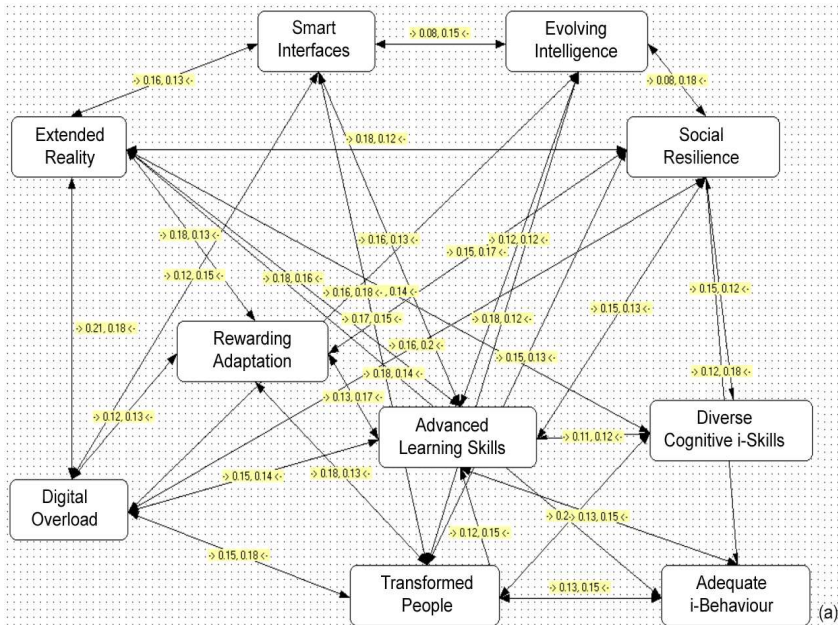 Smart
Interfaces
-> 0.08, 0.15 <-
Evolving
Intelligence
-> 0.16, 0.13 <-
-> 0.08, 0.18 <-
Extended
Reality
-> 0.18, 0.12 <-
Social
Resilience
-> 0.18, 0.13 <-
-> 0.16, 0.13 <-
-> 0.12, 0.12 <-
-> 0.15, 0.17 <-
-> 0.12, 0.15 <-
-> 0.18, 0.16 <-
-> 0.15, 0.12 <-
-> 0.16, 0.18 <- , 0.14 <-
-> 0.15, 0.13 <-
-> 0.21, 0.18 <-
-> 0.17, 0.15 <-
-> 0.18, 0.12 <-
Rewarding
Adaptation
-> 0.16, 0.2 <-
-> 0.15, 0.13 <-
-> 0.18, 0.14 <-
-> 0.12, 0.18 <-
-> 0.13, 0.17 <-
-> 0.12, 0.13 <-
Advanced
Learning Skills
-> 0.11, 0.12 <-
Diverse
Cognitive i-Skills
-> 0.15, 0.14 <-
-> 0.18, 0.13 <-
Digital
Overload
-> 0.2 -> 0.13, 0.15 <-
-> 0.12, 0.15 <-
-> 0.15, 0.18 <-
Transformed
People
-> 0.13, 0.15 <-
Adequate
i-Behaviour
(a)